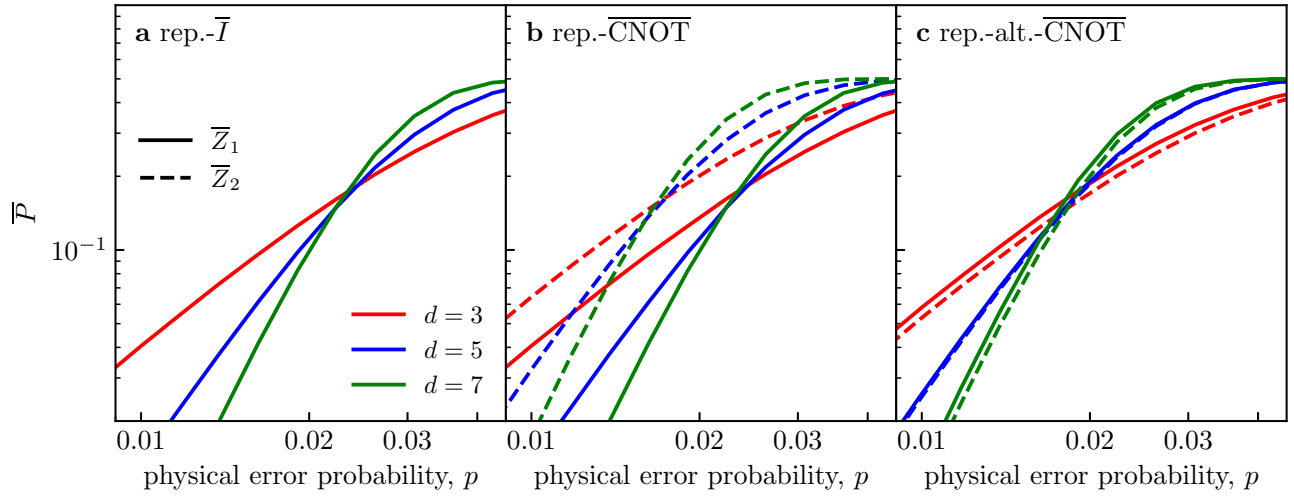 a rep.-I̅
b rep.-C̅N̅O̅T̅
c rep.-alt.-C̅N̅O̅T̅
Z̅₁
Z̅₂
P̅
10⁻¹
d = 3
d = 5
d = 7
0.01 0.02 0.03
0.01 0.02 0.03
0.01 0.02 0.03
physical error probability, p
physical error probability, p
physical error probability, p